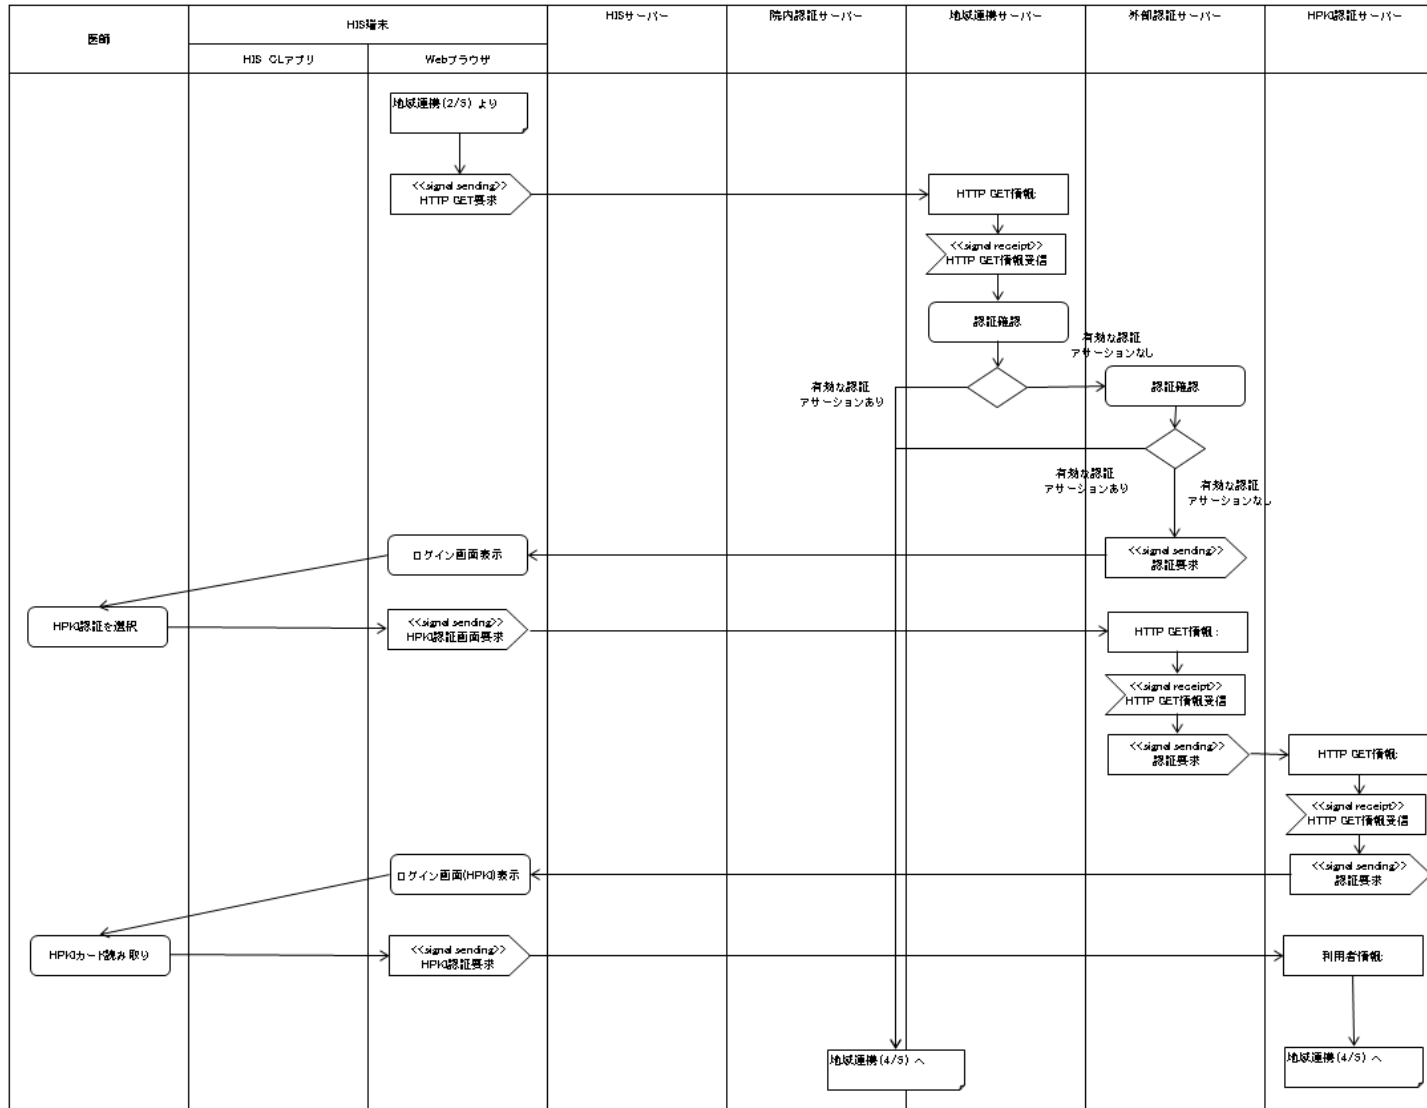 医師
HIS端末
HIS CLアプリ
Webブラウザ
HISサーバー
院内認証サーバー
地域連携サーバー
外部認証サーバー
HPKI認証サーバー
地域連携(2/5) より
<<signal sending>>
HTTP GET要求
HTTP GET情報:
<<signal receipt>>
HTTP GET情報受信
認証確認
有効な認証
アサーションなし
有効な認証
アサーションあり
認証確認
有効な認証
アサーションあり
有効な認証
アサーションなし
<<signal sending>>
認証要求
ログイン画面表示
HPKI認証を選択
<<signal sending>>
HPKI認証画面要求
HTTP GET情報 :
<<signal receipt>>
HTTP GET情報受信
<<signal sending>>
認証要求
HTTP GET情報:
<<signal receipt>>
HTTP GET情報受信
<<signal sending>>
認証要求
ログイン画面(HPKI)表示
HPKIカード読み取り
<<signal sending>>
HPKI認証要求
利用者情報:
地域連携(4/5) へ
地域連携(4/5) へ